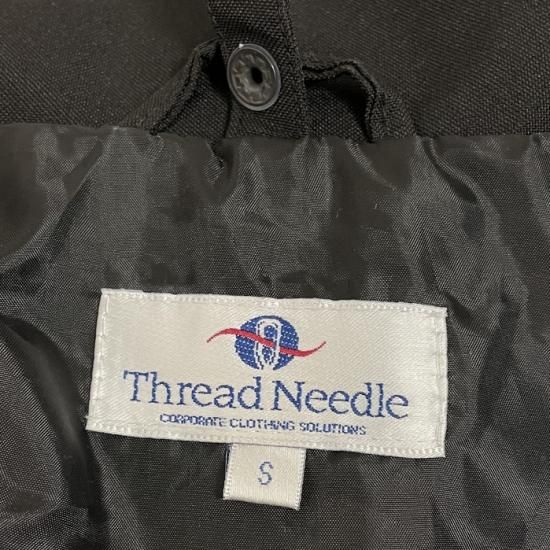 Thread Needle
CORPORATE CLOTHING SOLUTIONS
S